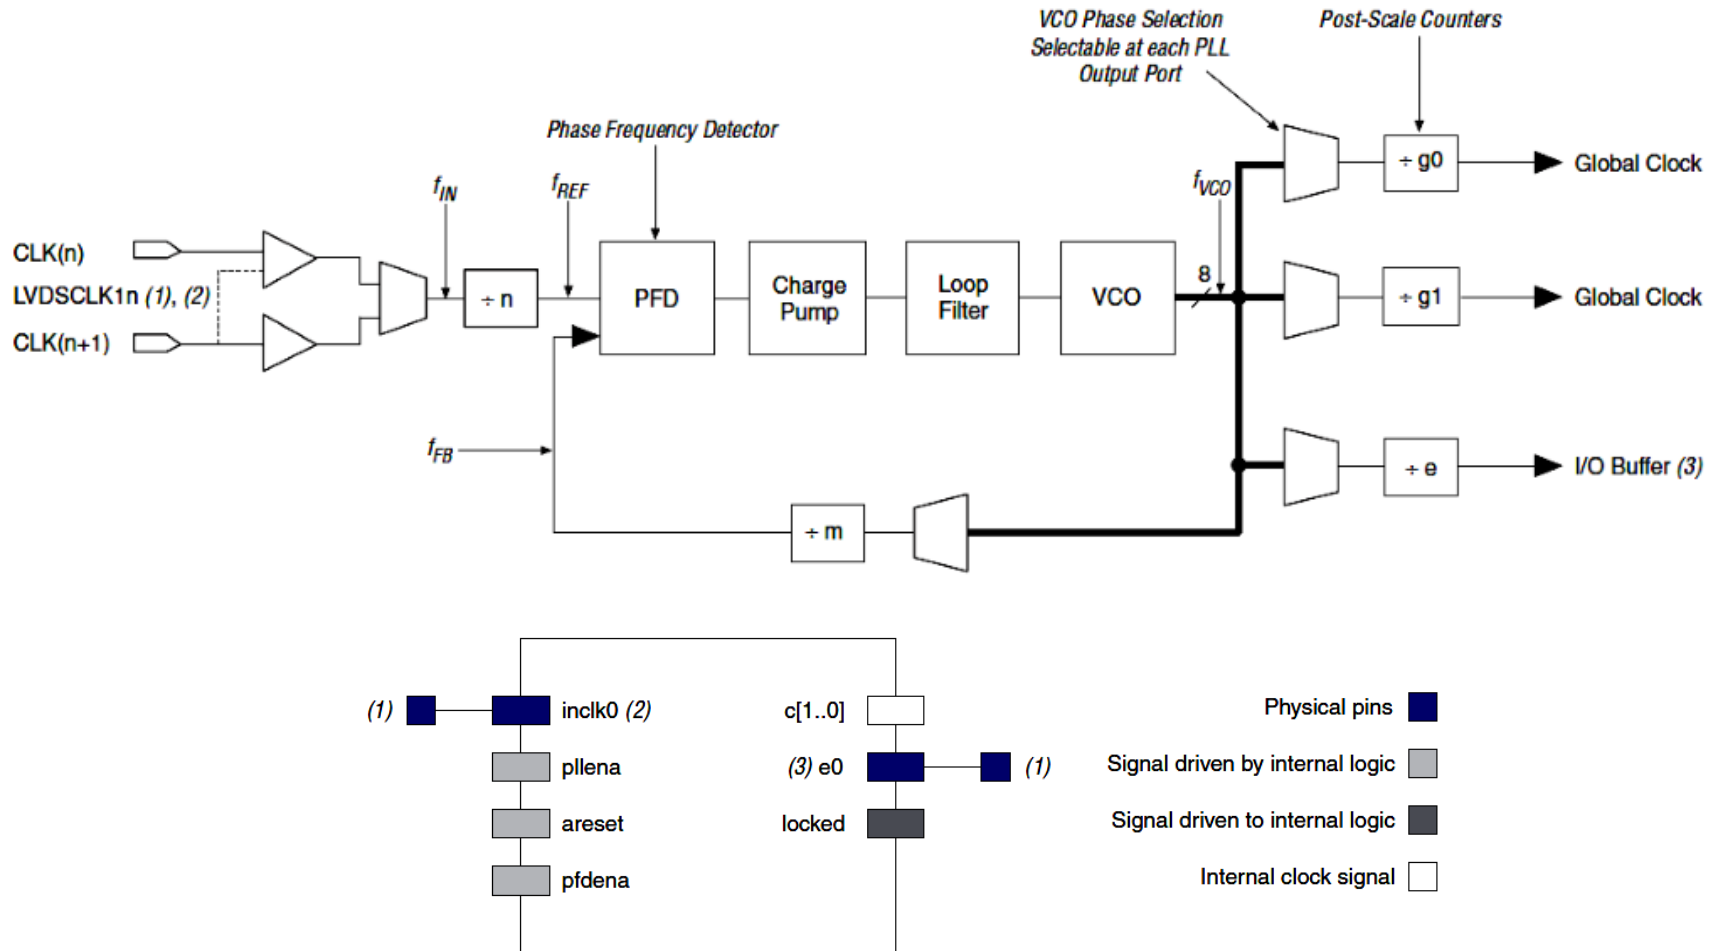 VCO Phase Selection
Selectable at each PLL
Output Port
Post-Scale Counters
Phase Frequency Detector
fIN
fREF
fVCO
÷ g0
Global Clock
CLK(n)
LVDSCLK1n (1), (2)
CLK(n+1)
÷ n
PFD
Charge
Pump
Loop
Filter
VCO
8
÷ g1
Global Clock
fFB
÷ m
÷ e
I/O Buffer (3)
(1)
inclk0 (2)
pllena
areset
pfdena
c[1..0]
(3) e0
(1)
locked
Physical pins
Signal driven by internal logic
Signal driven to internal logic
Internal clock signal